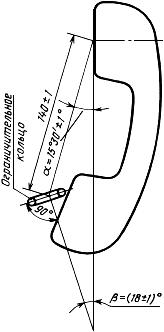 Ограничительное
кольцо
140±1
α=15°30'±1°
90°
β=(18±1)°